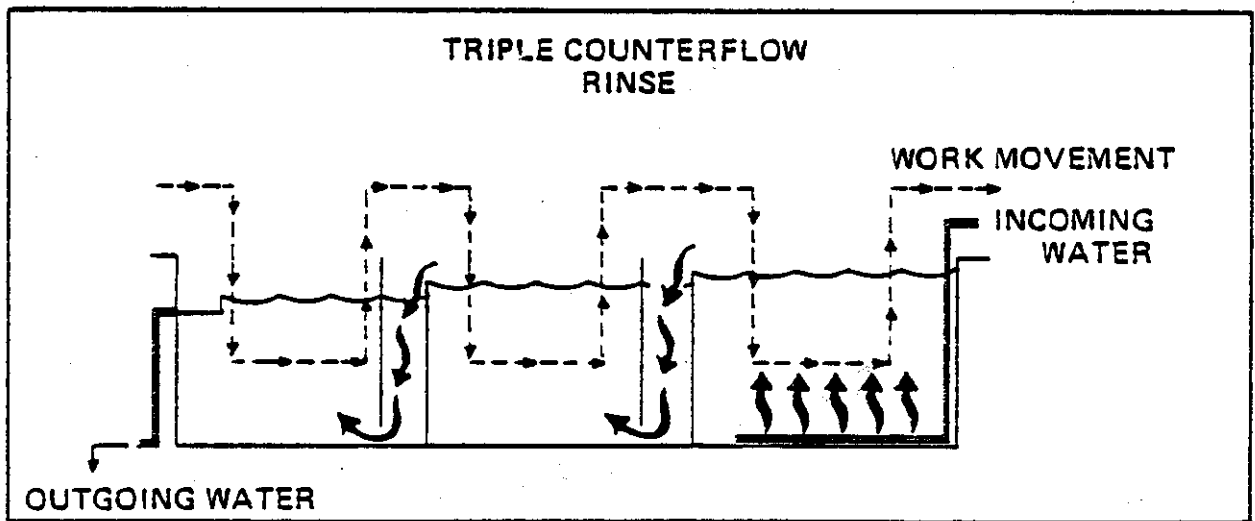 TRIPLE COUNTERFLOW
RINSE
WORK MOVEMENT
INCOMING
WATER
OUTGOING WATER